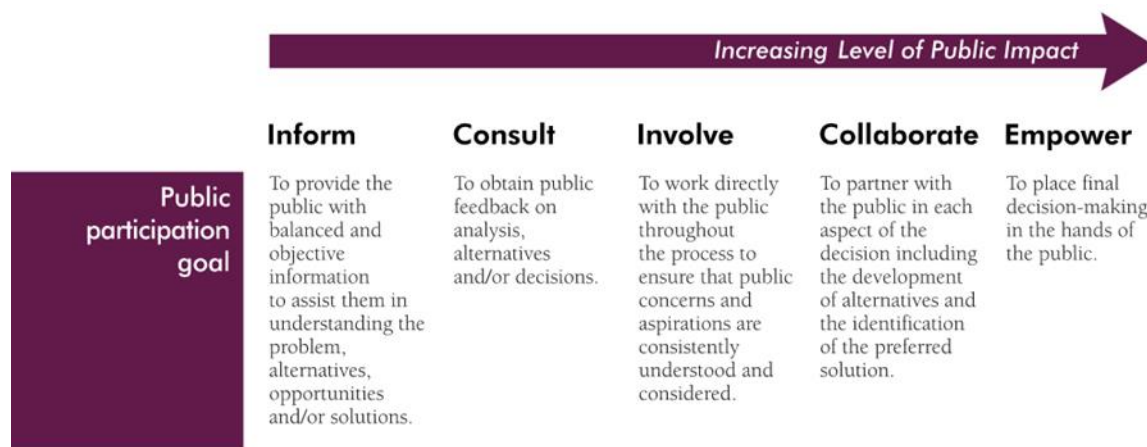 Increasing Level of Public Impact
Inform
Consult
Involve
Collaborate
Empower
Public
participation
goal
To provide the
public with
balanced and
objective
information
to assist them in
understanding the
problem,
alternatives,
opportunities
and/or solutions.
To obtain public
feedback on
analysis,
alternatives
and/or decisions.
To work directly
with the public
throughout
the process to
ensure that public
concerns and
aspirations are
consistently
understood and
considered.
To partner with
the public in each
aspect of the
decision including
the development
of alternatives and
the identification
of the preferred
solution.
To place final
decision-making
in the hands of
the public.